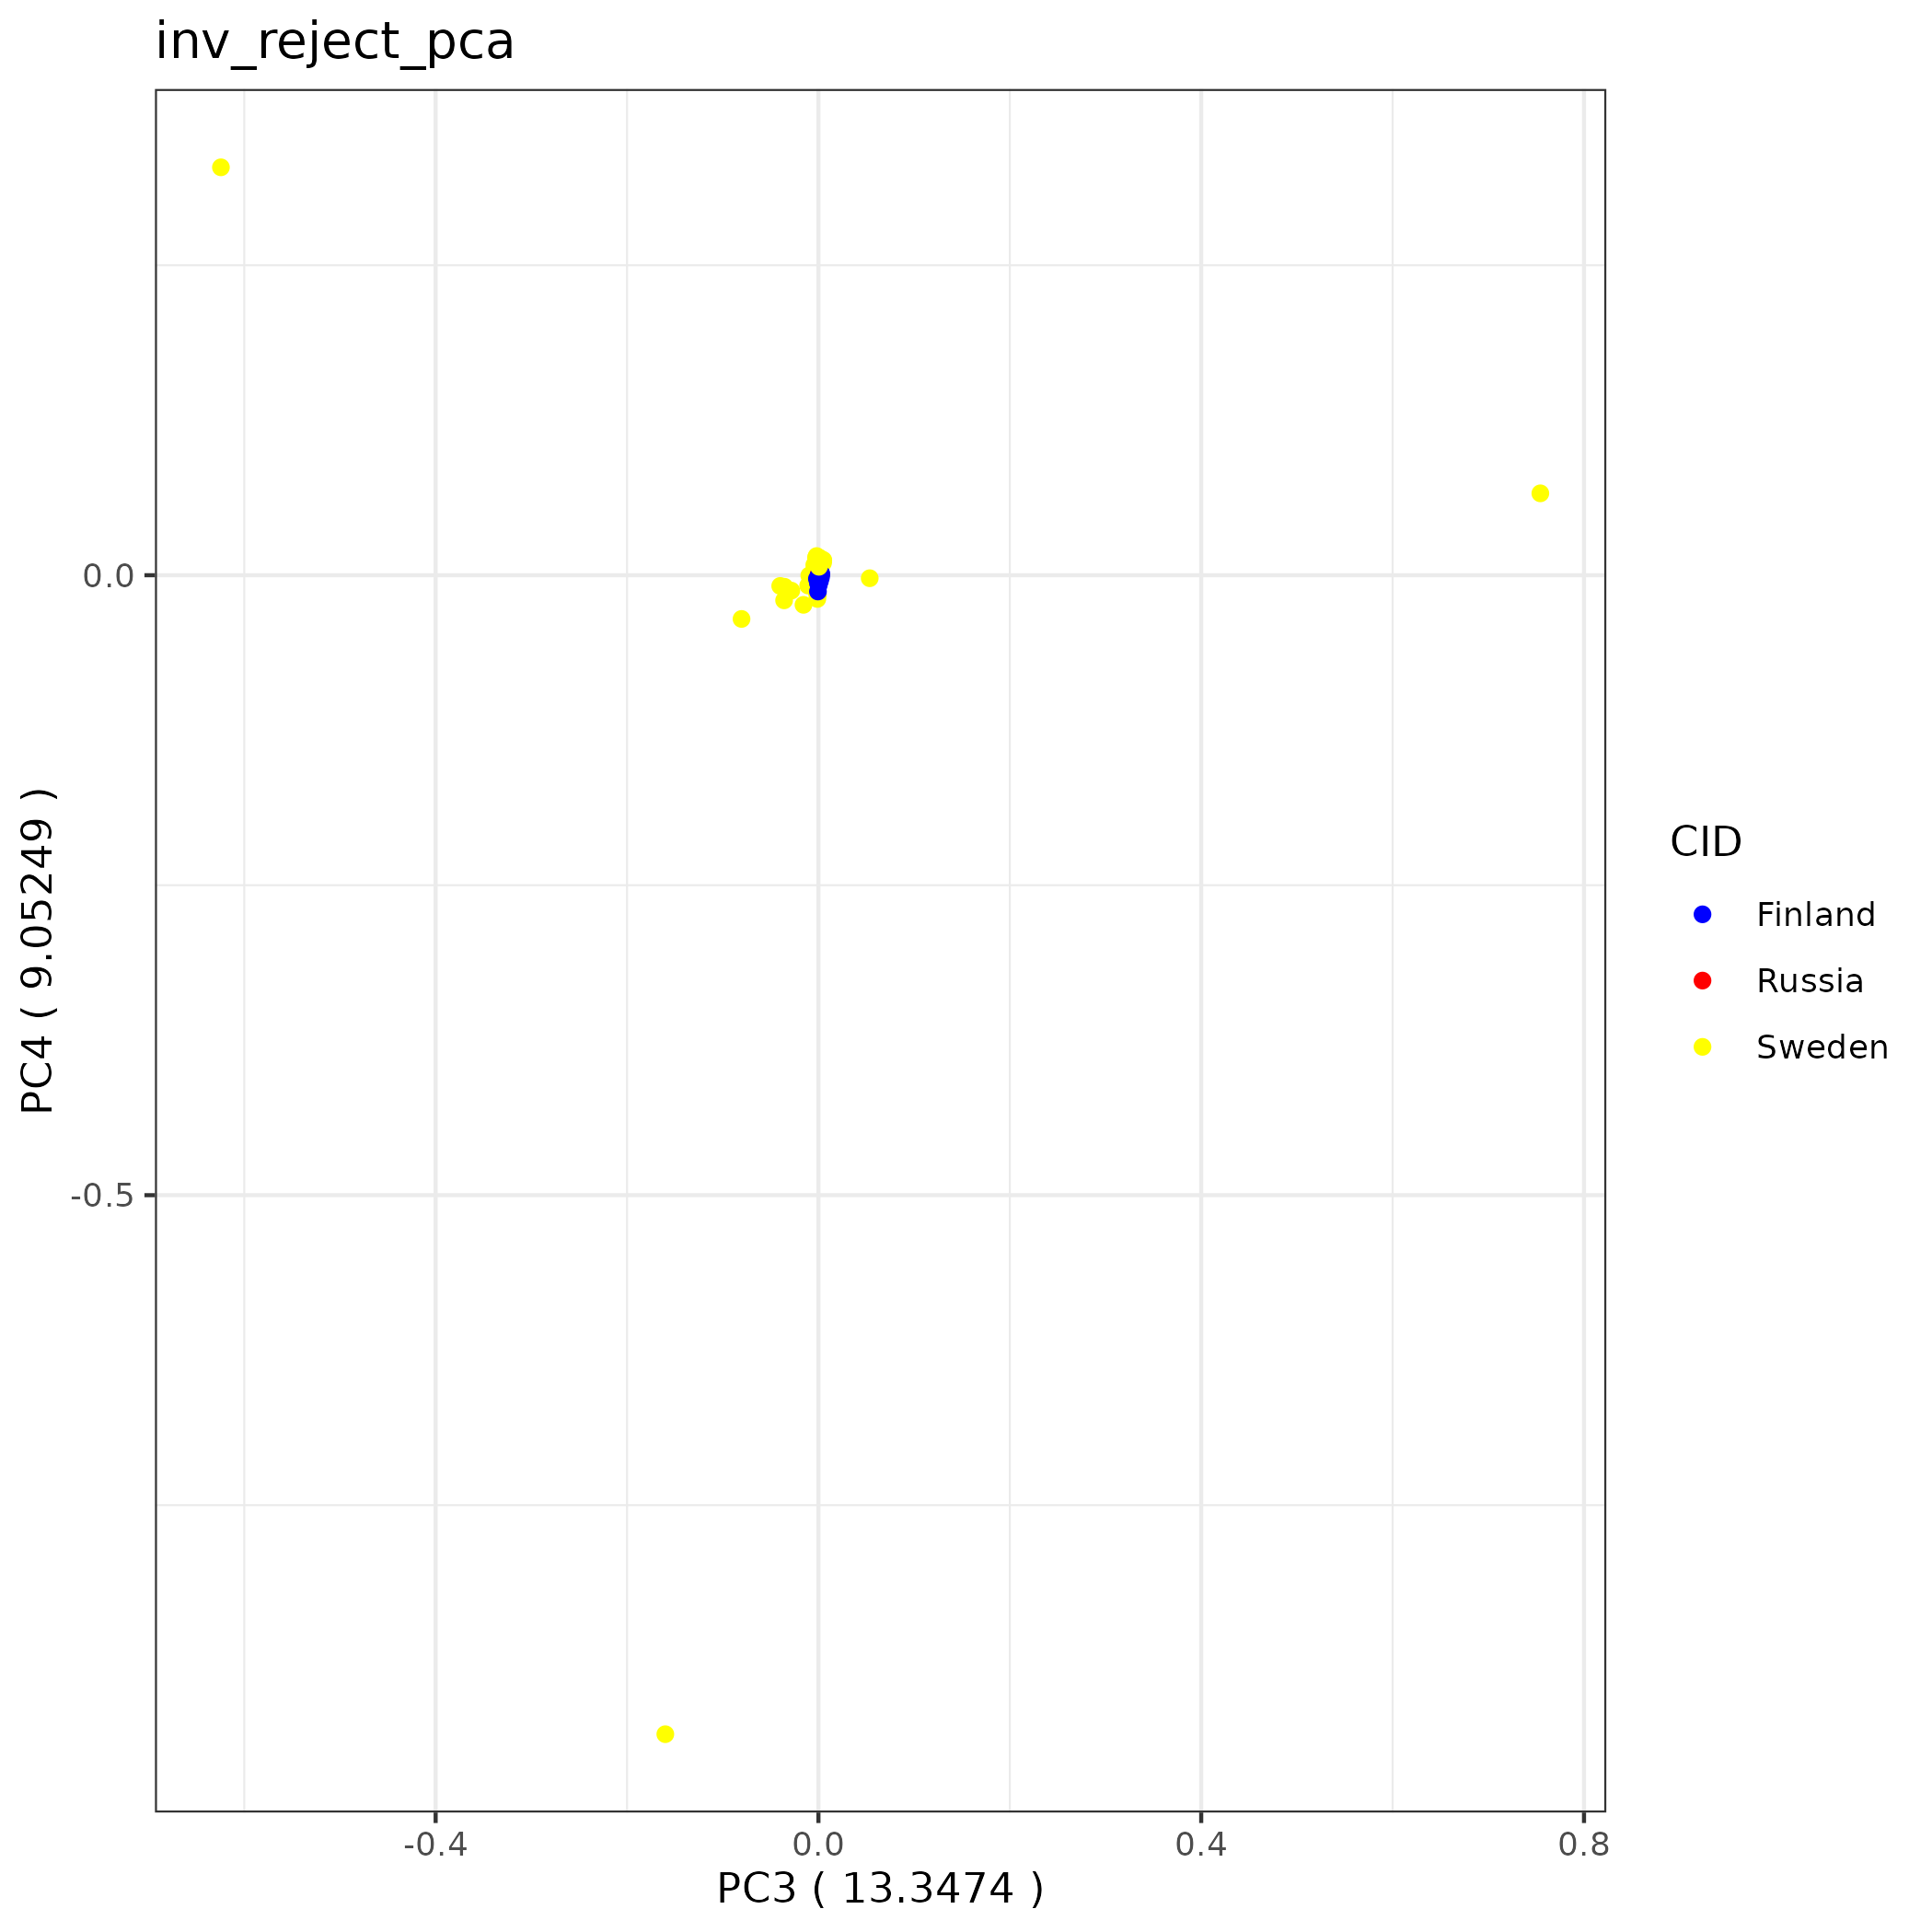 inv_reject_pca
0.0
-0.5
PC4 ( 9.05249 )
-0.4
0.0
0.4
0.8
PC3 ( 13.3474 )
CID
Finland
Russia
Sweden